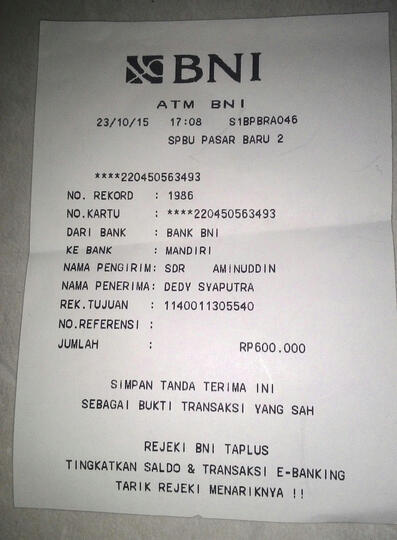 BNI
ATM BNI
23/10/15 17:08 S1BPBRA046
SPBU PASAR BARU 2
****220450563493
NO. REKORD : 1986
NO.KARTU : ****220450563493
DARI BANK : BANK BNI
KE BANK : MANDIRI
NAMA PENGIRIM: SDR AMINUDDIN
NAMA PENERIMA: DEDY SYAPUTRA
REK.TUJUAN : 1140011305540
NO.REFERENSI :
JUMLAH : RP600.000
SIMPAN TANDA TERIMA INI
SEBAGAI BUKTI TRANSAKSI YANG SAH
REJEKI BNI TAPLUS
TINGKATKAN SALDO & TRANSAKSI E-BANKING
TARIK REJEKI MENARIKNYA !!